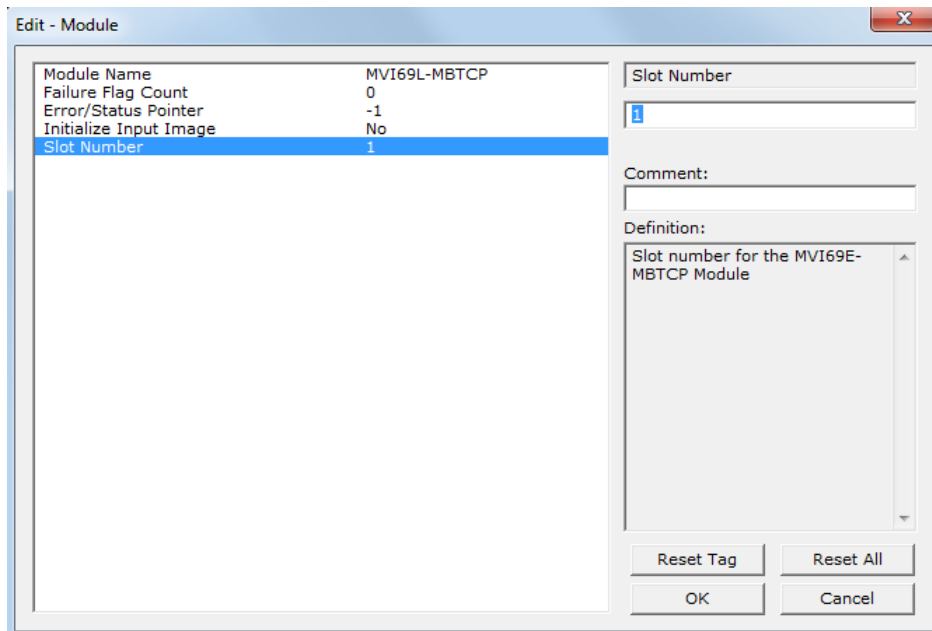 Edit - Module
Module Name MVI69L-MBTCP
Failure Flag Count 0
Error/Status Pointer -1
Initialize Input Image No
Slot Number 1
Slot Number
1
Comment:
Definition:
Slot number for the MVI69E-
MBTCP Module
Reset Tag Reset All
OK Cancel